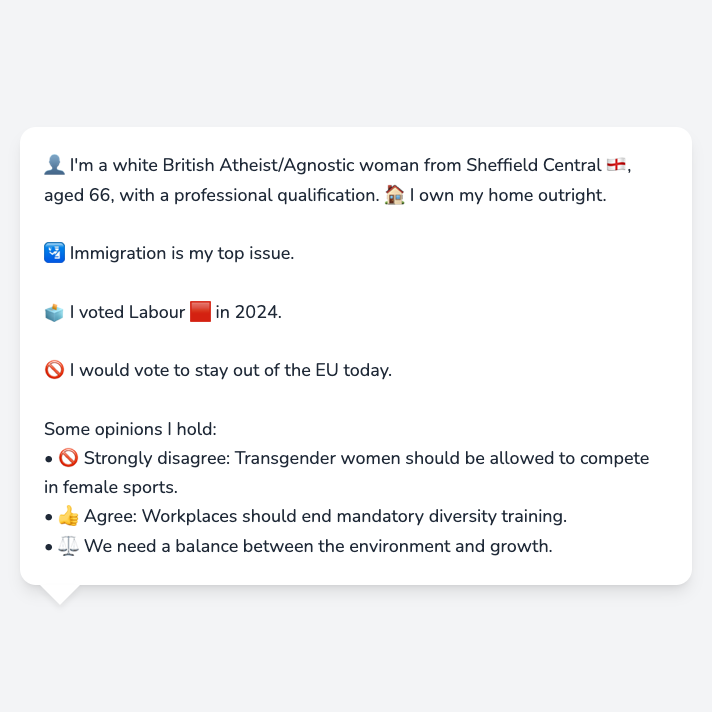 👤 I'm a white British Atheist/Agnostic woman from Sheffield Central 🏴󠁧󠁢󠁥󠁮󠁧󠁿,
aged 66, with a professional qualification. 🏠 I own my home outright.
🛂 Immigration is my top issue.
🗳️ I voted Labour 🟥 in 2024.
🚫 I would vote to stay out of the EU today.
Some opinions I hold:
• 🚫 Strongly disagree: Transgender women should be allowed to compete
in female sports.
• 👍 Agree: Workplaces should end mandatory diversity training.
• ⚖️ We need a balance between the environment and growth.